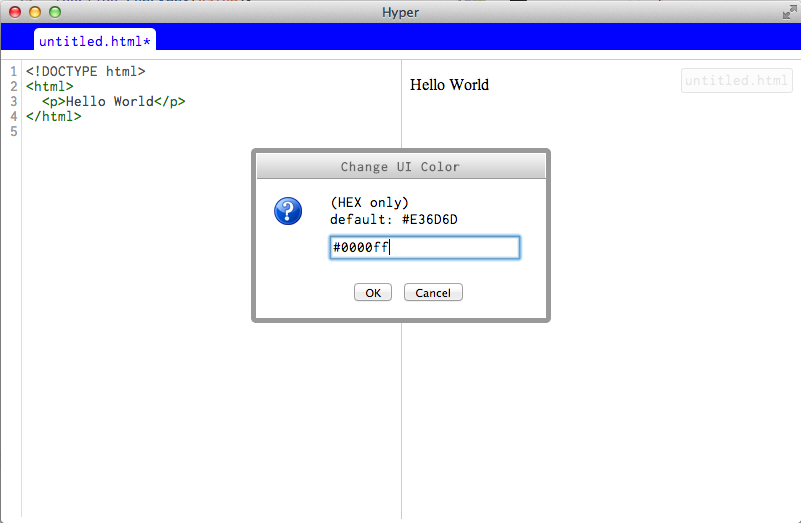 Hyper
untitled.html*
1 <!DOCTYPE html>
2 <html>
3 <p>Hello World</p>
4 </html>
5
Hello World
untitled.html
Change UI Color
?
(HEX only)
default: #E36D6D
#0000ff
OK
Cancel